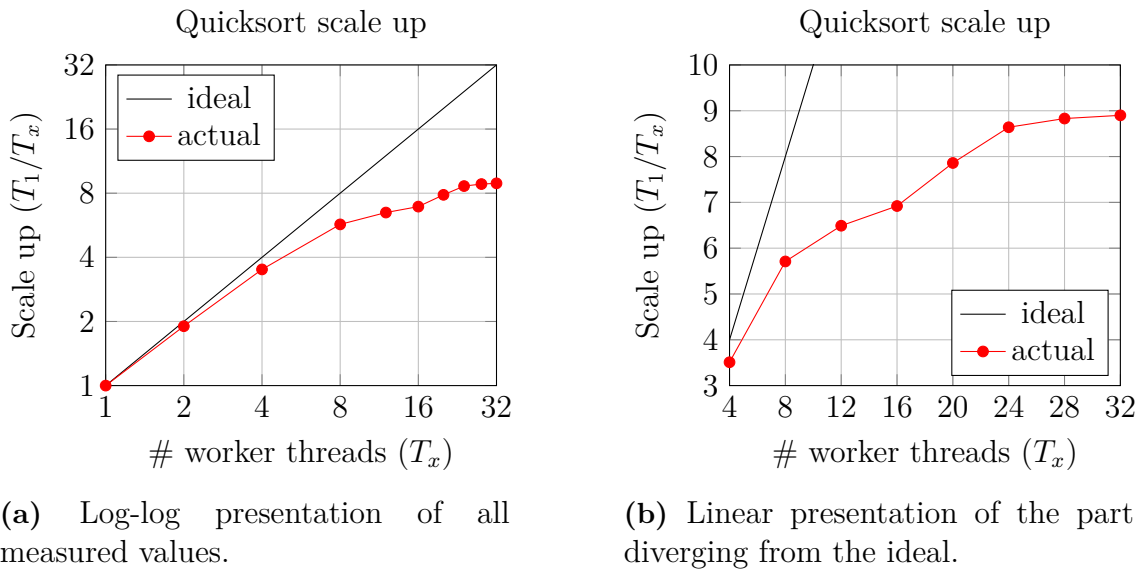 Quicksort scale up
32
16
8
4
2
1
1 2 4 8 16 32
Scale up (T1/Tx)
# worker threads (Tx)
ideal
actual
(a) Log-log presentation of all
measured values.
Quicksort scale up
10
9
8
7
6
5
4
3
4 8 12 16 20 24 28 32
Scale up (T1/Tx)
# worker threads (Tx)
ideal
actual
(b) Linear presentation of the part
diverging from the ideal.